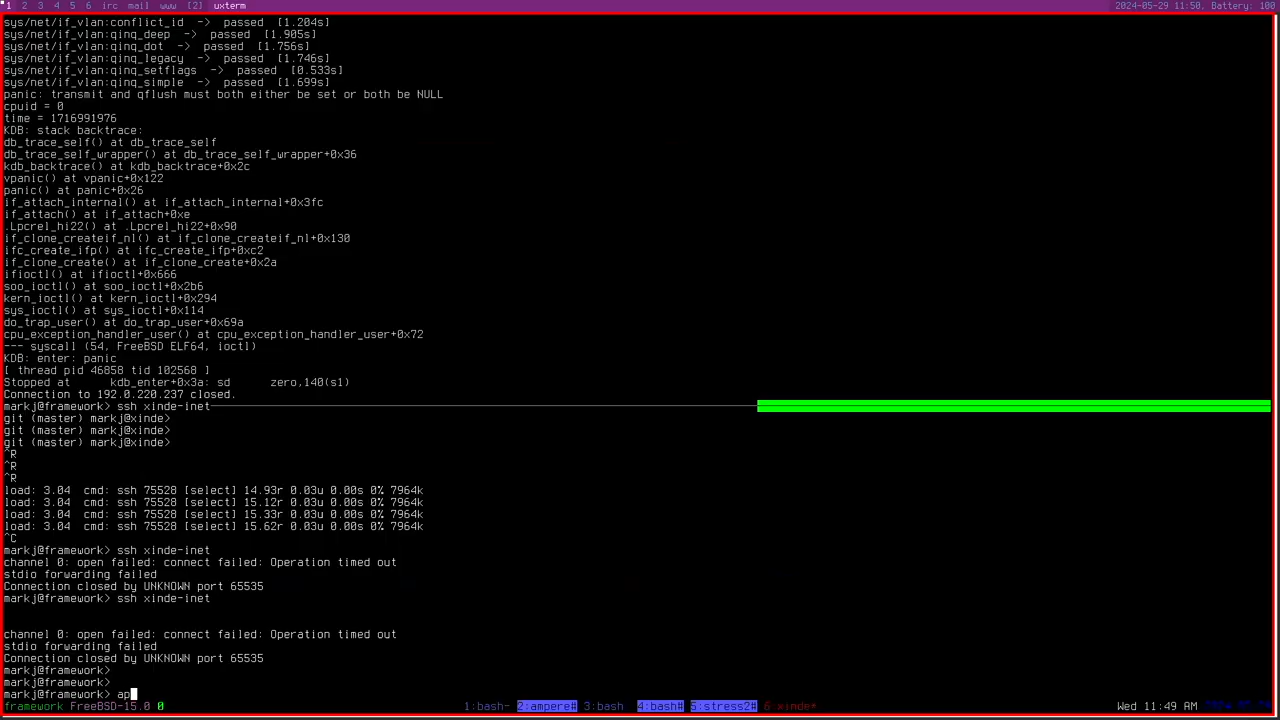 1 2 3 4 5 6 irc mail www [2] uxterm 2024-05-29 11:50, Battery: 100
sys/net/if_vlan:conflict_id -> passed [1.204s]
sys/net/if_vlan:qinq_deep -> passed [1.905s]
sys/net/if_vlan:qinq_dot -> passed [1.756s]
sys/net/if_vlan:qinq_legacy -> passed [1.746s]
sys/net/if_vlan:qinq_setflags -> passed [0.533s]
sys/net/if_vlan:qinq_simple -> passed [1.699s]
panic: transmit and qflush must both either be set or both be NULL
cpuid = 0
time = 1716991976
KDB: stack backtrace:
db_trace_self() at db_trace_self
db_trace_self_wrapper() at db_trace_self_wrapper+0x36
kdb_backtrace() at kdb_backtrace+0x2c
vpanic() at vpanic+0x122
panic() at panic+0x26
if_attach_internal() at if_attach_internal+0x3fc
if_attach() at if_attach+0xe
.Lpcrel_hi22() at .Lpcrel_hi22+0x90
if_clone_createif_nl() at if_clone_createif_nl+0x130
ifc_create_ifp() at ifc_create_ifp+0xc2
if_clone_create() at if_clone_create+0x2a
ifioctl() at ifioctl+0x666
soo_ioctl() at soo_ioctl+0x2b6
kern_ioctl() at kern_ioctl+0x294
sys_ioctl() at sys_ioctl+0x114
do_trap_user() at do_trap_user+0x69a
cpu_exception_handler_user() at cpu_exception_handler_user+0x72
--- syscall (54, FreeBSD ELF64, ioctl)
KDB: enter: panic
[ thread pid 46858 tid 102568 ]
Stopped at kdb_enter+0x3a: sd zero,140(s1)
Connection to 192.0.220.237 closed.
markj@framework> ssh xinde-inet
git (master) markj@xinde>
git (master) markj@xinde>
git (master) markj@xinde>
^R
^R
^R
load: 3.04 cmd: ssh 75528 [select] 14.93r 0.03u 0.00s 0% 7964k
load: 3.04 cmd: ssh 75528 [select] 15.12r 0.03u 0.00s 0% 7964k
load: 3.04 cmd: ssh 75528 [select] 15.33r 0.03u 0.00s 0% 7964k
load: 3.04 cmd: ssh 75528 [select] 15.62r 0.03u 0.00s 0% 7964k
^C
markj@framework> ssh xinde-inet
channel 0: open failed: connect failed: Operation timed out
stdio forwarding failed
Connection closed by UNKNOWN port 65535
markj@framework> ssh xinde-inet
channel 0: open failed: connect failed: Operation timed out
stdio forwarding failed
Connection closed by UNKNOWN port 65535
markj@framework>
markj@framework>
markj@framework> ap
framework FreeBSD-15.0 0 1:bash- 2:ampere# 3:bash 4:bash# 5:stress2# 6 xinde* Wed 11:49 AM